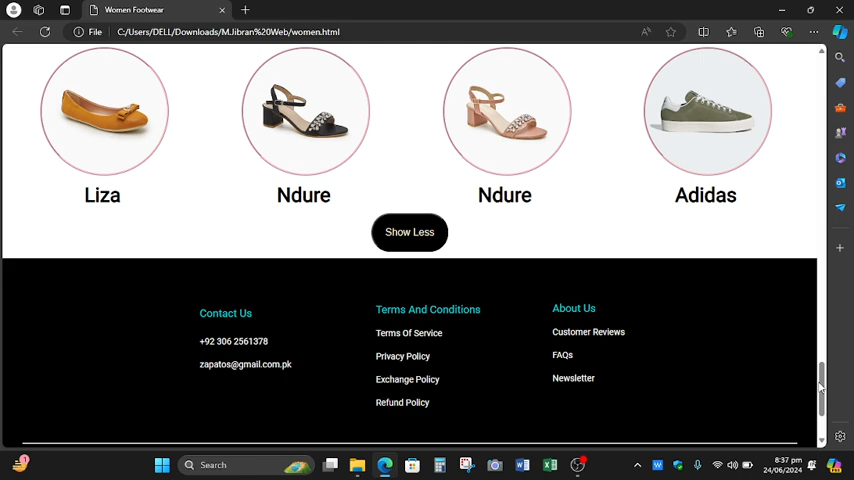 Women Footwear
File
C:/Users/DELL/Downloads/M.Jibran%20Web/women.html
Liza
Ndure
Ndure
Adidas
Show Less
Contact Us
+92 306 2561378
zapatos@gmail.com.pk
Terms And Conditions
Terms Of Service
Privacy Policy
Exchange Policy
Refund Policy
About Us
Customer Reviews
FAQs
Newsletter
Search
8:37 pm
24/06/2024